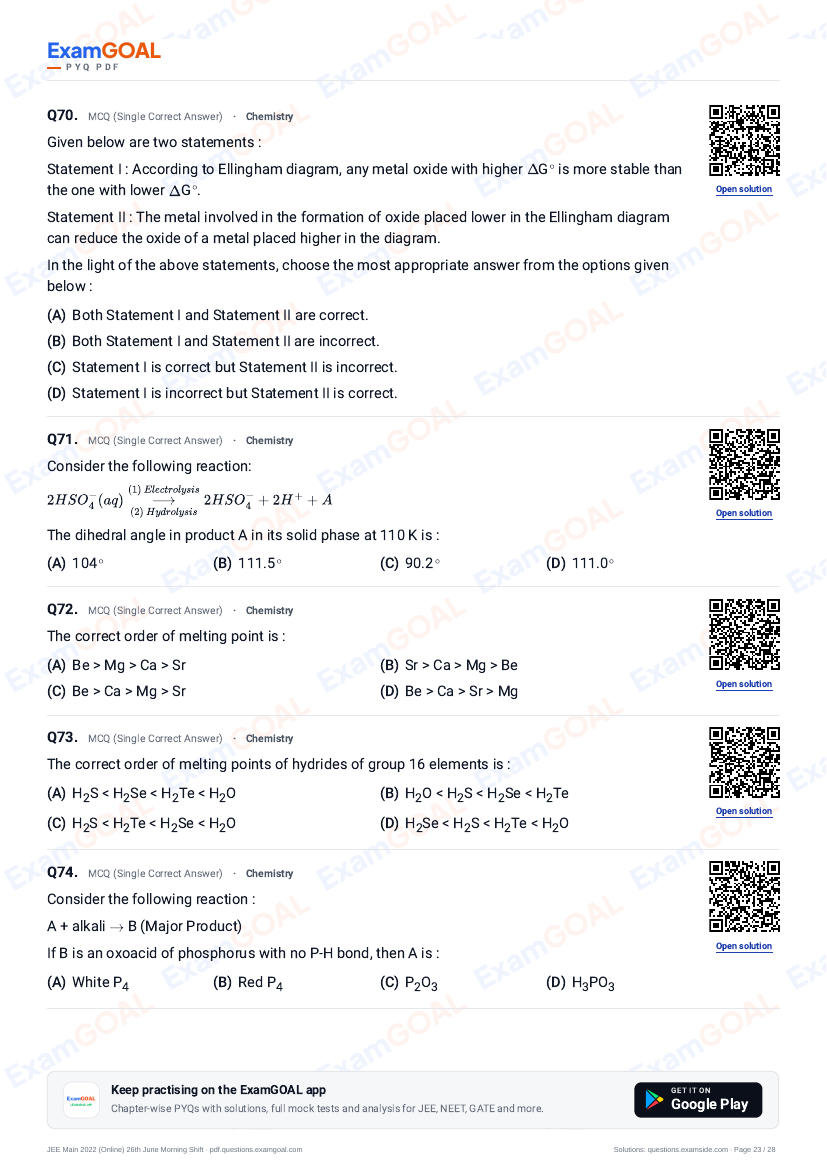 ExamGOAL
PYQ PDF
Q70. MCQ (Single Correct Answer) · Chemistry
Given below are two statements :
Statement I : According to Ellingham diagram, any metal oxide with higher ΔG° is more stable than
the one with lower ΔG°.
Statement II : The metal involved in the formation of oxide placed lower in the Ellingham diagram
can reduce the oxide of a metal placed higher in the diagram.
In the light of the above statements, choose the most appropriate answer from the options given
below :
(A) Both Statement I and Statement II are correct.
(B) Both Statement I and Statement II are incorrect.
(C) Statement I is correct but Statement II is incorrect.
(D) Statement I is incorrect but Statement II is correct.
Open solution
Q71. MCQ (Single Correct Answer) · Chemistry
Consider the following reaction:
2HSO₄⁻(aq) (1) Electrolysis ⟶ (2) Hydrolysis 2HSO₄⁻ + 2H⁺ + A
The dihedral angle in product A in its solid phase at 110 K is :
(A) 104° (B) 111.5° (C) 90.2° (D) 111.0°
Open solution
Q72. MCQ (Single Correct Answer) · Chemistry
The correct order of melting point is :
(A) Be > Mg > Ca > Sr (B) Sr > Ca > Mg > Be
(C) Be > Ca > Mg > Sr (D) Be > Ca > Sr > Mg
Open solution
Q73. MCQ (Single Correct Answer) · Chemistry
The correct order of melting points of hydrides of group 16 elements is :
(A) H₂S < H₂Se < H₂Te < H₂O (B) H₂O < H₂S < H₂Se < H₂Te
(C) H₂S < H₂Te < H₂Se < H₂O (D) H₂Se < H₂S < H₂Te < H₂O
Open solution
Q74. MCQ (Single Correct Answer) · Chemistry
Consider the following reaction :
A + alkali → B (Major Product)
If B is an oxoacid of phosphorus with no P-H bond, then A is :
(A) White P₄ (B) Red P₄ (C) P₂O₃ (D) H₃PO₃
Open solution
Keep practising on the ExamGOAL app
Chapter-wise PYQs with solutions, full mock tests and analysis for JEE, NEET, GATE and more.
GET IT ON
Google Play
JEE Main 2022 (Online) 26th June Morning Shift · pdf.questions.examgoal.com
Solutions: questions.examside.com · Page 23 / 28